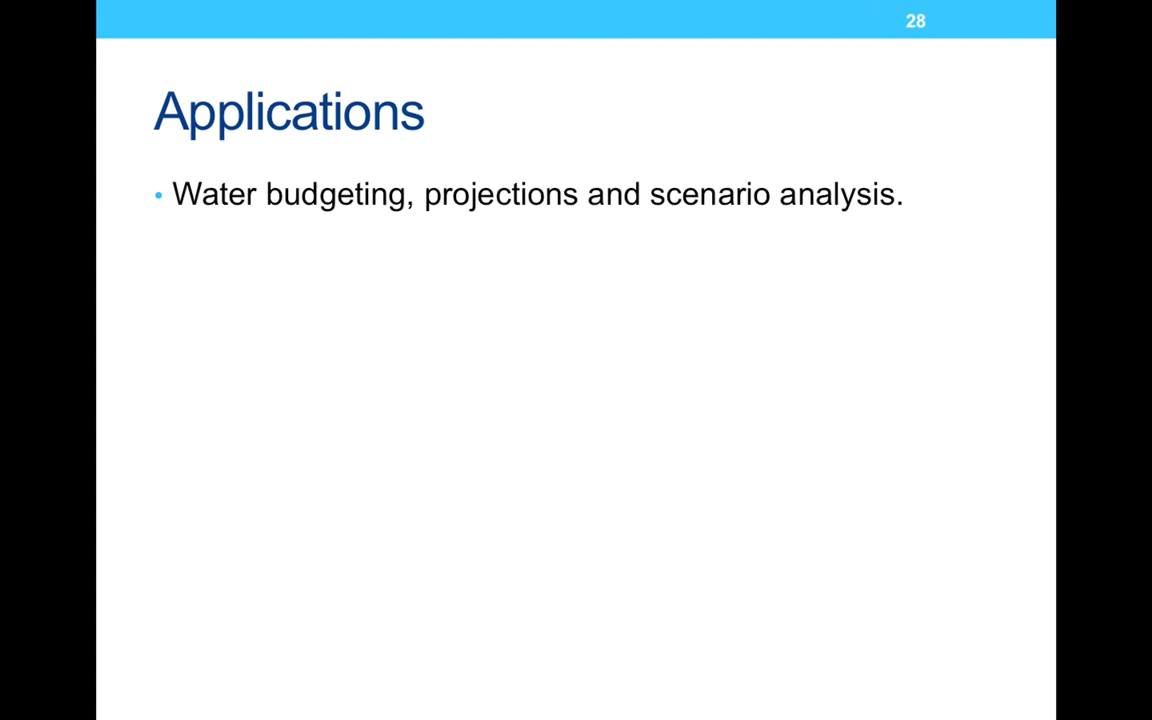 28
Applications
• Water budgeting, projections and scenario analysis.